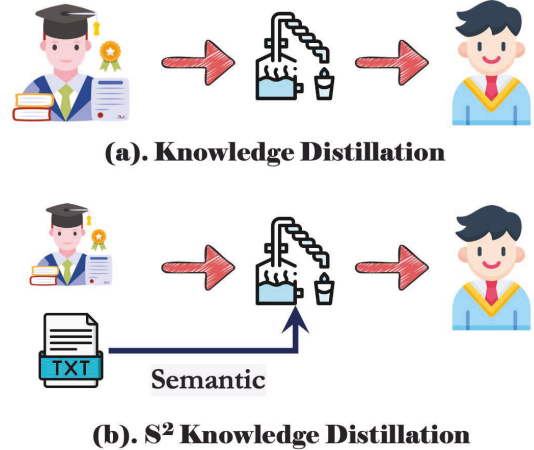 (a). Knowledge Distillation
TXT
Semantic
(b). S² Knowledge Distillation